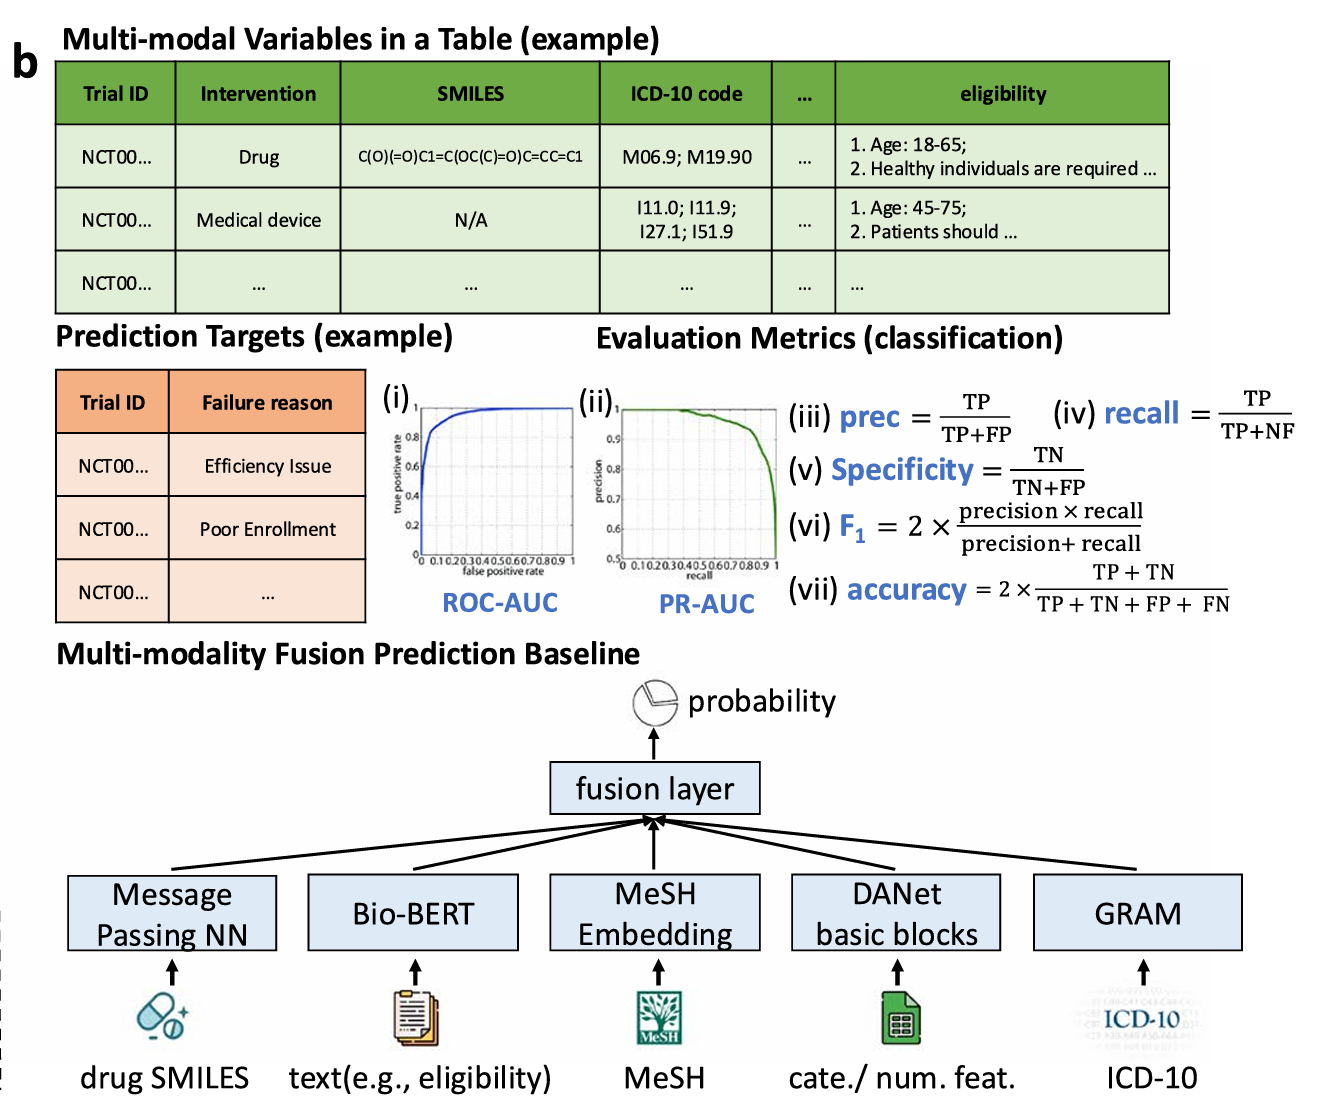 b
Multi-modal Variables in a Table (example)
Trial ID Intervention SMILES ICD-10 code ... eligibility
NCT00... Drug C(O)(=O)C1=C(OC(C)=O)C=CC=C1 M06.9; M19.90 ... 1. Age: 18-65;
2. Healthy individuals are required ...
NCT00... Medical device N/A I11.0; I11.9; ... 1. Age: 45-75;
I27.1; I51.9 2. Patients should ...
NCT00... ... ... ... ... ...
Prediction Targets (example)
Trial ID Failure reason
NCT00... Efficiency Issue
NCT00... Poor Enrollment
NCT00... ...
Evaluation Metrics (classification)
(i)
true positive rate
1
0.8
0.6
0.4
0.2
0
0 0.1 0.2 0.3 0.4 0.5 0.6 0.7 0.8 0.9 1
false positive rate
ROC-AUC
(ii)
precision
1
0.9
0.8
0.7
0.6
0.5
0 0.1 0.2 0.3 0.4 0.5 0.6 0.7 0.8 0.9 1
recall
PR-AUC
(iii) prec = TP / TP+FP
(iv) recall = TP / TP+NF
(v) Specificity = TN / TN+FP
(vi) F1 = 2 × precision × recall / precision+ recall
(vii) accuracy = 2 × TP + TN / TP + TN + FP + FN
Multi-modality Fusion Prediction Baseline
probability
fusion layer
Message
Passing NN
Bio-BERT
MeSH
Embedding
DANet
basic blocks
GRAM
MeSH
ICD-10
drug SMILES
text(e.g., eligibility)
MeSH
cate./ num. feat.
ICD-10